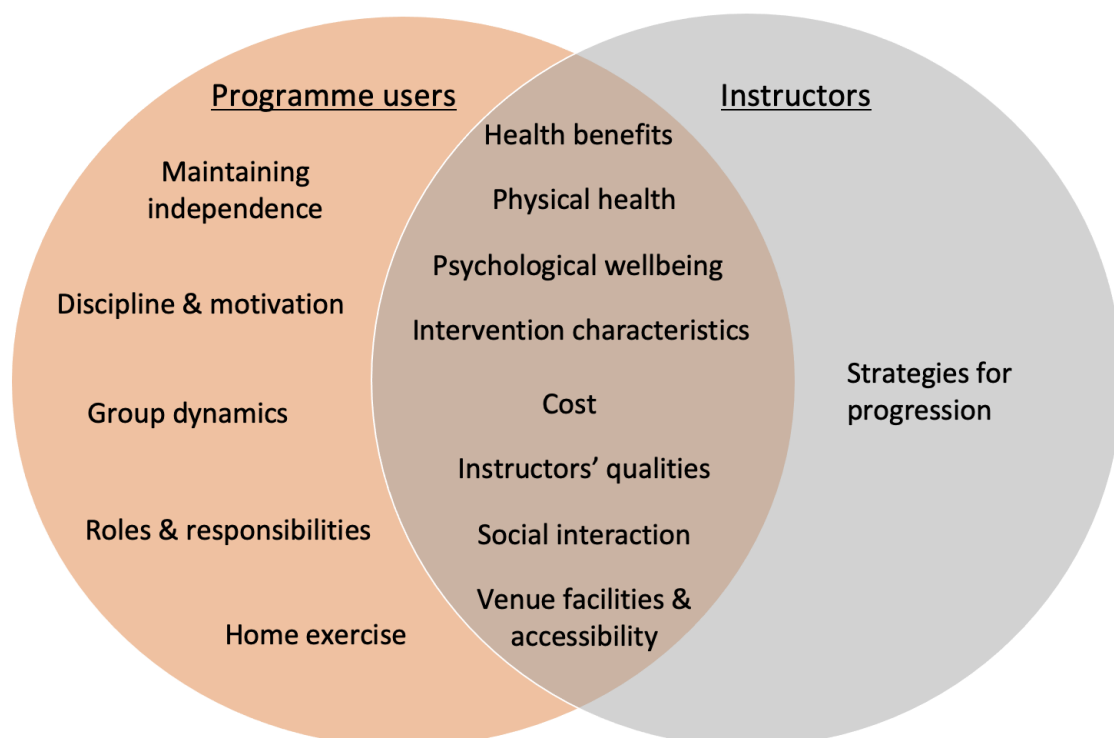 Programme users
Maintaining
independence
Discipline & motivation
Group dynamics
Roles & responsibilities
Home exercise
Health benefits
Physical health
Psychological wellbeing
Intervention characteristics
Cost
Instructors’ qualities
Social interaction
Venue facilities &
accessibility
Instructors
Strategies for
progression